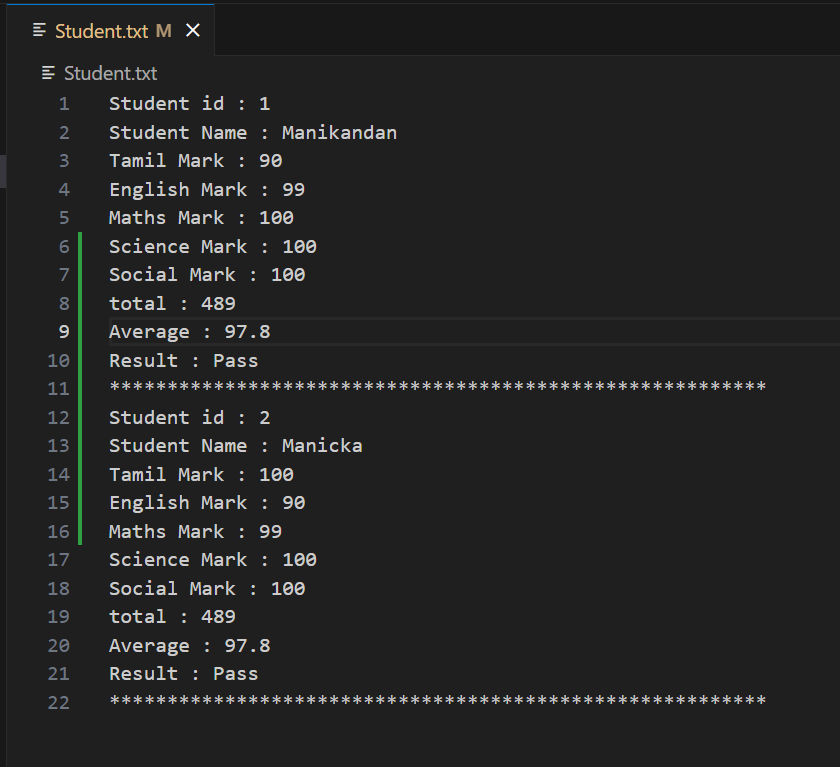 Student.txt M
Student.txt
1 Student id : 1
2 Student Name : Manikandan
3 Tamil Mark : 90
4 English Mark : 99
5 Maths Mark : 100
6 Science Mark : 100
7 Social Mark : 100
8 total : 489
9 Average : 97.8
10 Result : Pass
11 *********************************************************
12 Student id : 2
13 Student Name : Manicka
14 Tamil Mark : 100
15 English Mark : 90
16 Maths Mark : 99
17 Science Mark : 100
18 Social Mark : 100
19 total : 489
20 Average : 97.8
21 Result : Pass
22 *********************************************************